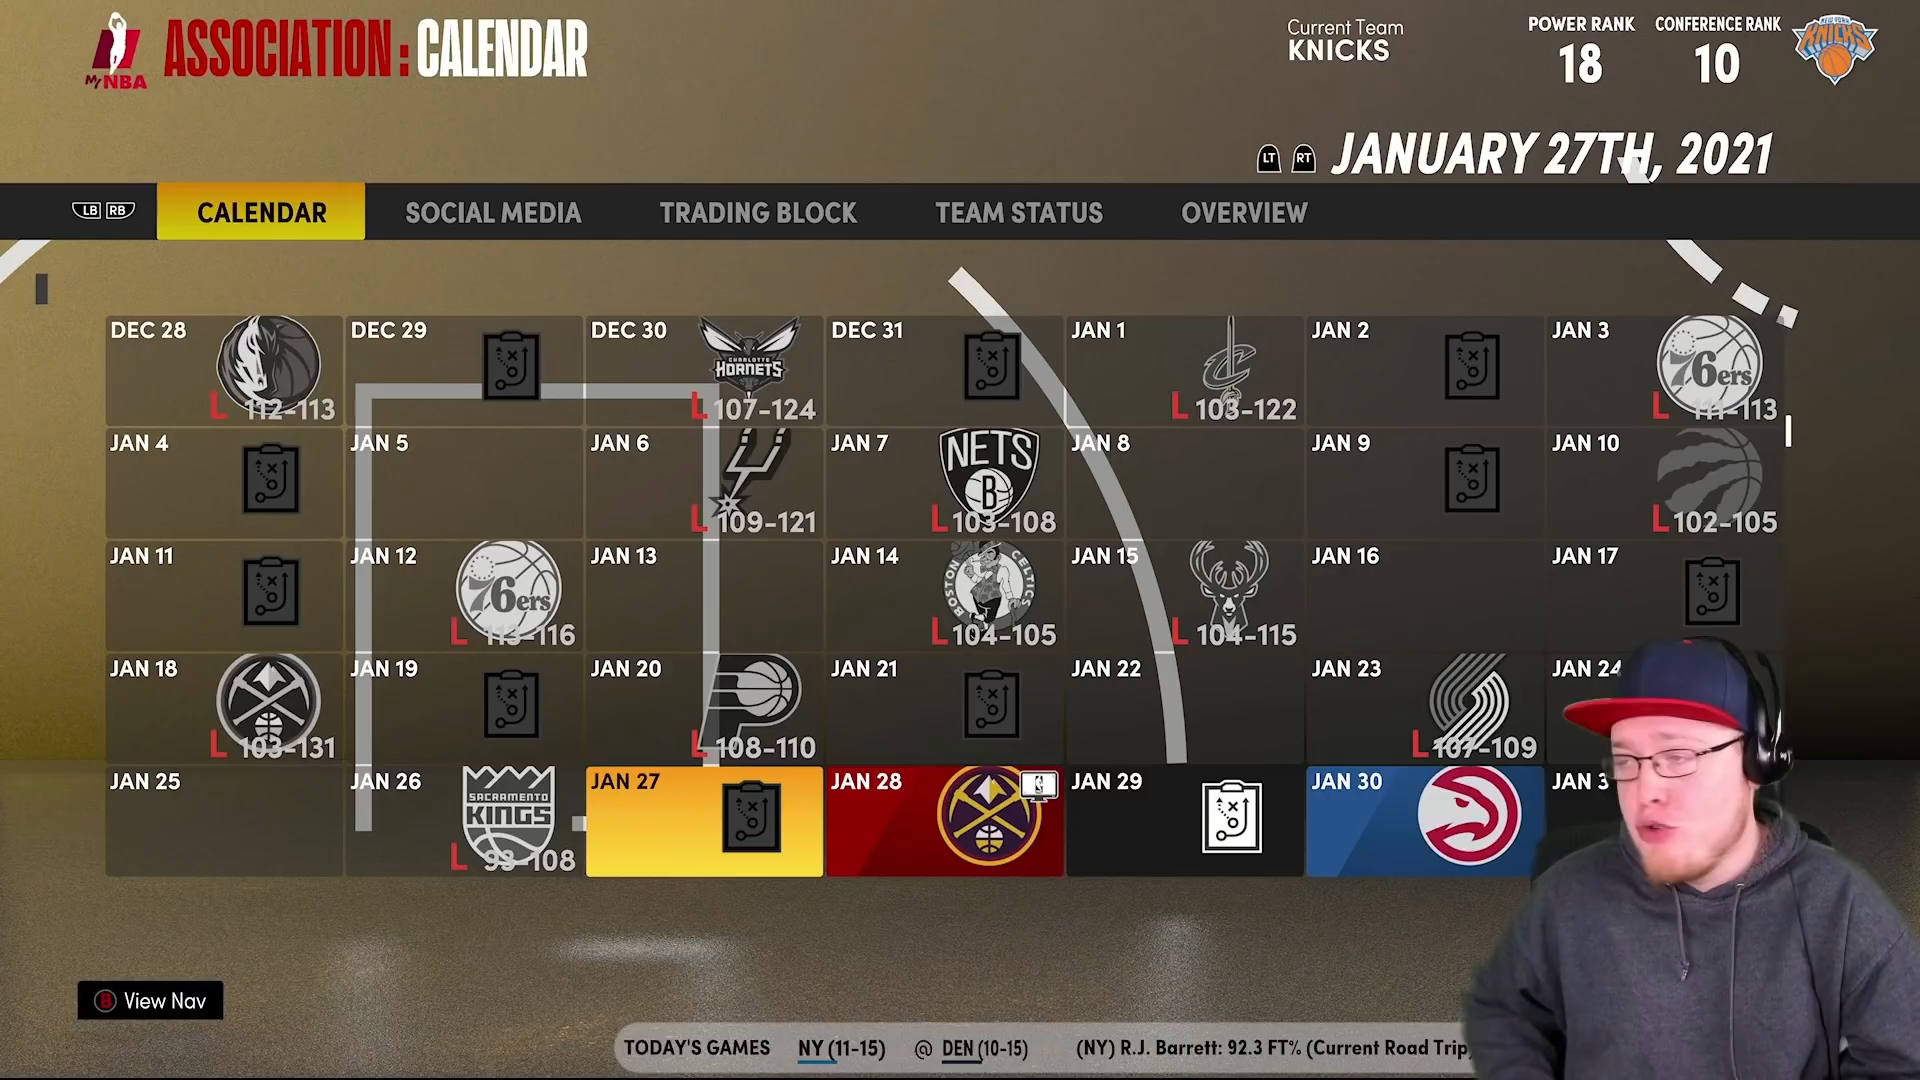 My NBA
ASSOCIATION : CALENDAR
Current Team
KNICKS
POWER RANK
18
CONFERENCE RANK
10
NEW YORK
KNICKS
LT RT JANUARY 27TH, 2021
LB RB CALENDAR SOCIAL MEDIA TRADING BLOCK TEAM STATUS OVERVIEW
DEC 28
L 112-113
DEC 29
DEC 30
CHARLOTTE
HORNETS
L 107-124
DEC 31
JAN 1
C
L 103-122
JAN 2
JAN 3
76ers
L 111-113
JAN 4
JAN 5
JAN 6
L 109-121
JAN 7
NETS
B
L 103-108
JAN 8
JAN 9
JAN 10
L 102-105
JAN 11
JAN 12
76ers
L 113-116
JAN 13
JAN 14
BOSTON CELTICS
L 104-105
JAN 15
L 104-115
JAN 16
JAN 17
JAN 18
L 103-131
JAN 19
JAN 20
L 108-110
JAN 21
JAN 22
JAN 23
L 107-109
JAN 24
JAN 25
JAN 26
SACRAMENTO
KINGS
L 93-108
JAN 27
JAN 28
JAN 29
JAN 30
JAN 3
B View Nav
TODAY'S GAMES NY (11-15) @ DEN (10-15) (NY) R.J. Barrett: 92.3 FT% (Current Road Trip)